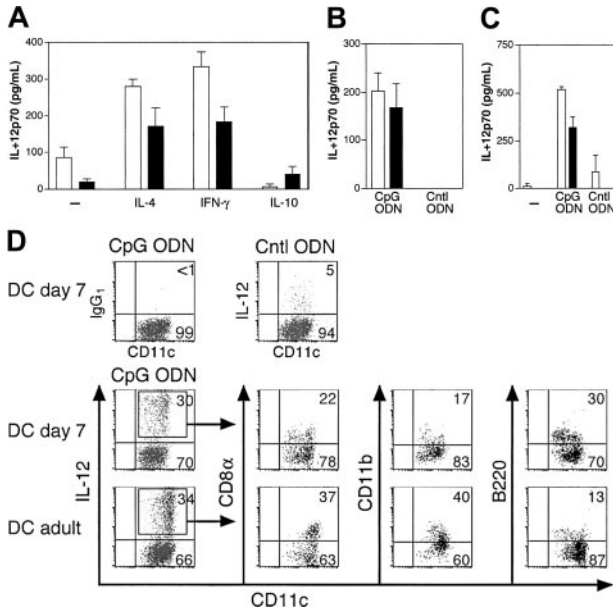 A
B
C
IL+12p70 (pg/mL)
400
300
200
100
0
–
IL-4
IFN-γ
IL-10
IL+12p70 (pg/mL)
300
200
100
0
CpG ODN
Cntl ODN
IL+12p70 (pg/mL)
750
500
250
0
–
CpG ODN
Cntl ODN
D
CpG ODN
Cntl ODN
DC day 7
IgG1
<1
99
CD11c
IL-12
5
94
CD11c
CpG ODN
DC day 7
30
70
22
78
17
83
30
70
IL-12
CD8α
CD11b
B220
DC adult
34
66
37
63
40
60
13
87
CD11c